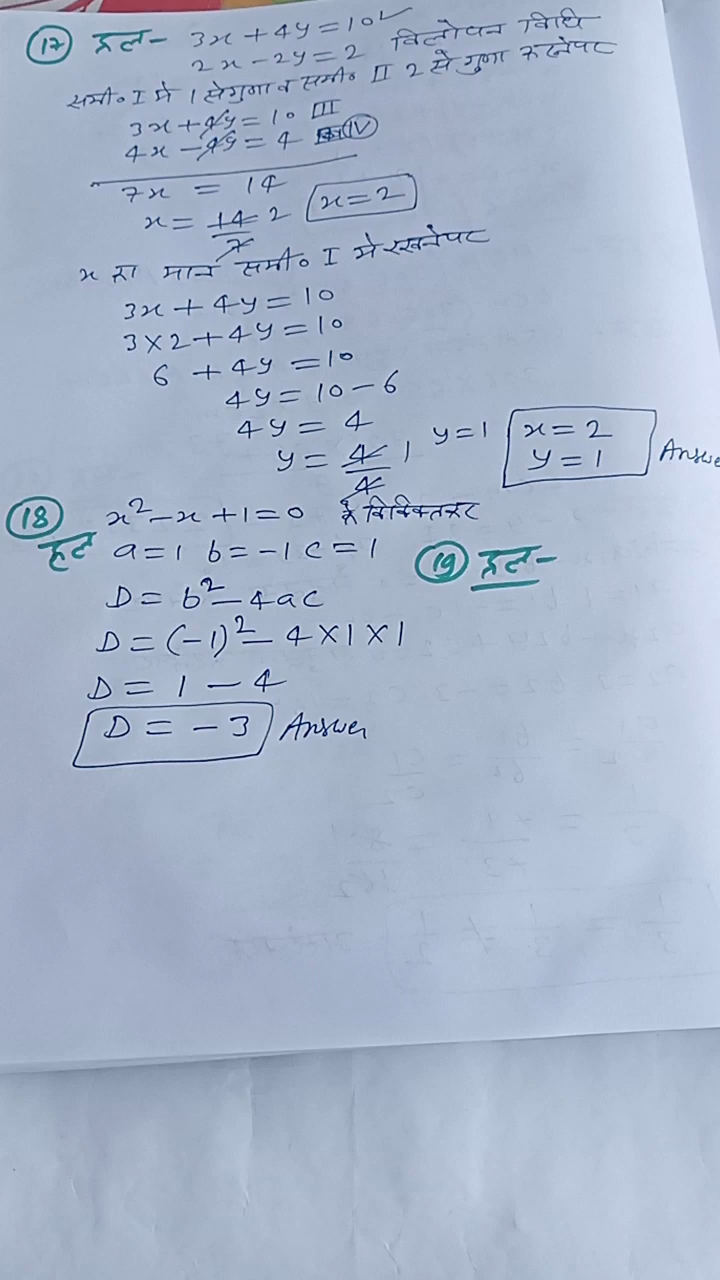 17 हल- 3x + 4y = 10
2x - 2y = 2 विलोपन विधि
समी० I मे 1 से गुणा व समी० II 2 से गुणा करनेपर
3x + 4y = 10 III
4x - 4y = 4 IV
7x = 14
x = 14/7 2 x = 2
x का मान समी० I मे रखनेपर
3x + 4y = 10
3 × 2 + 4y = 10
6 + 4y = 10
4y = 10 - 6
4y = 4
y = 4/4 1 y = 1 x = 2
y = 1 Answe
18 x² - x + 1 = 0 के विविक्तकर
हल a = 1 b = -1 c = 1
19 हल-
D = b² - 4ac
D = (-1)² - 4 × 1 × 1
D = 1 - 4
D = -3 Answer